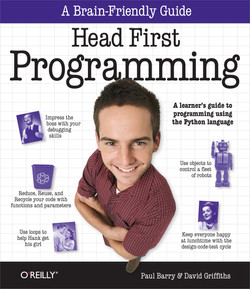 A Brain-Friendly Guide
Head First
Programming
A learner's guide to
programming using
the Python language
Impress the
boss with your
debugging
skills
Use objects to
control a fleet
of robots
Reduce, Reuse, and
Recycle your code with
functions and parameters
Use loops to
help Hank get
his girl
Keep everyone happy
at lunchtime with the
design-code-test cycle
O'REILLY®
Paul Barry & David Griffiths